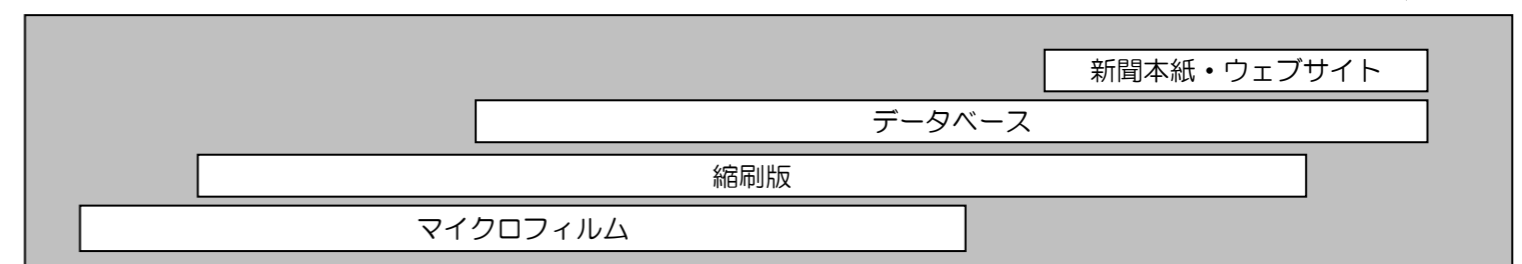 新聞本紙・ウェブサイト
データベース
縮刷版
マイクロフィルム